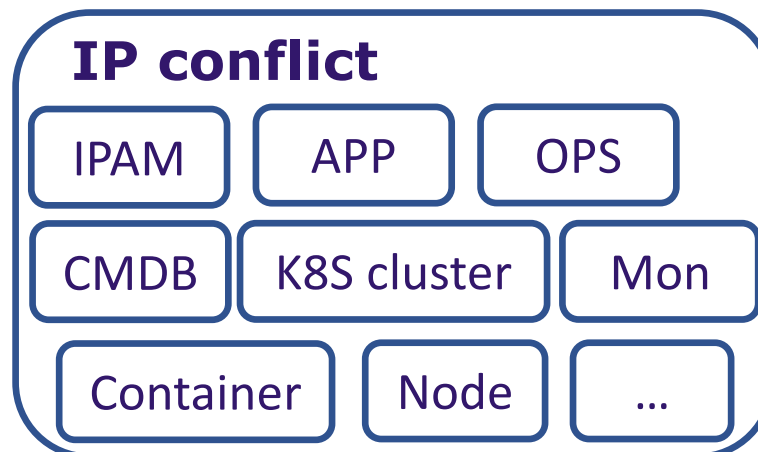 IP conflict
IPAM APP OPS
CMDB K8S cluster Mon
Container Node ...